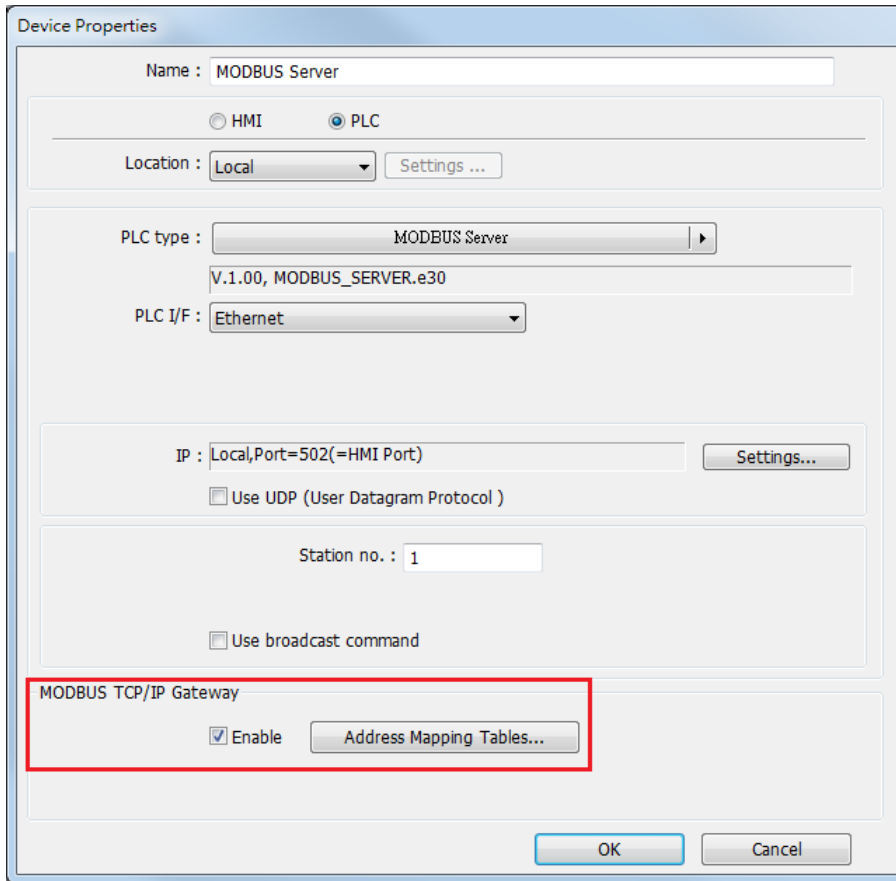 Device Properties
Name : MODBUS Server
HMI PLC
Location : Local Settings ...
PLC type : MODBUS Server
V.1.00, MODBUS_SERVER.e30
PLC I/F : Ethernet
IP : Local,Port=502(=HMI Port) Settings...
Use UDP (User Datagram Protocol )
Station no. : 1
Use broadcast command
MODBUS TCP/IP Gateway
Enable Address Mapping Tables...
OK Cancel